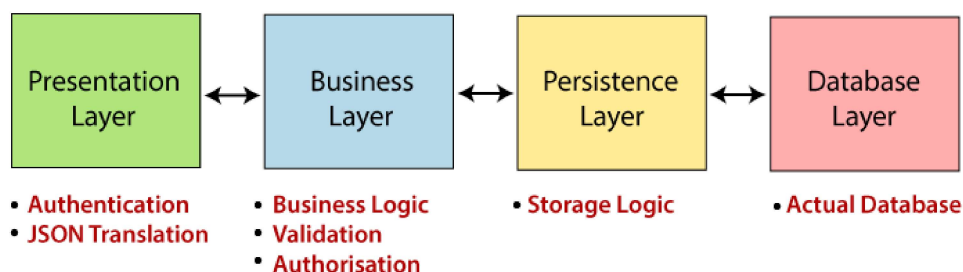 Presentation
Layer
Business
Layer
Persistence
Layer
Database
Layer
• Authentication
• JSON Translation
• Business Logic
• Validation
• Authorisation
• Storage Logic
• Actual Database